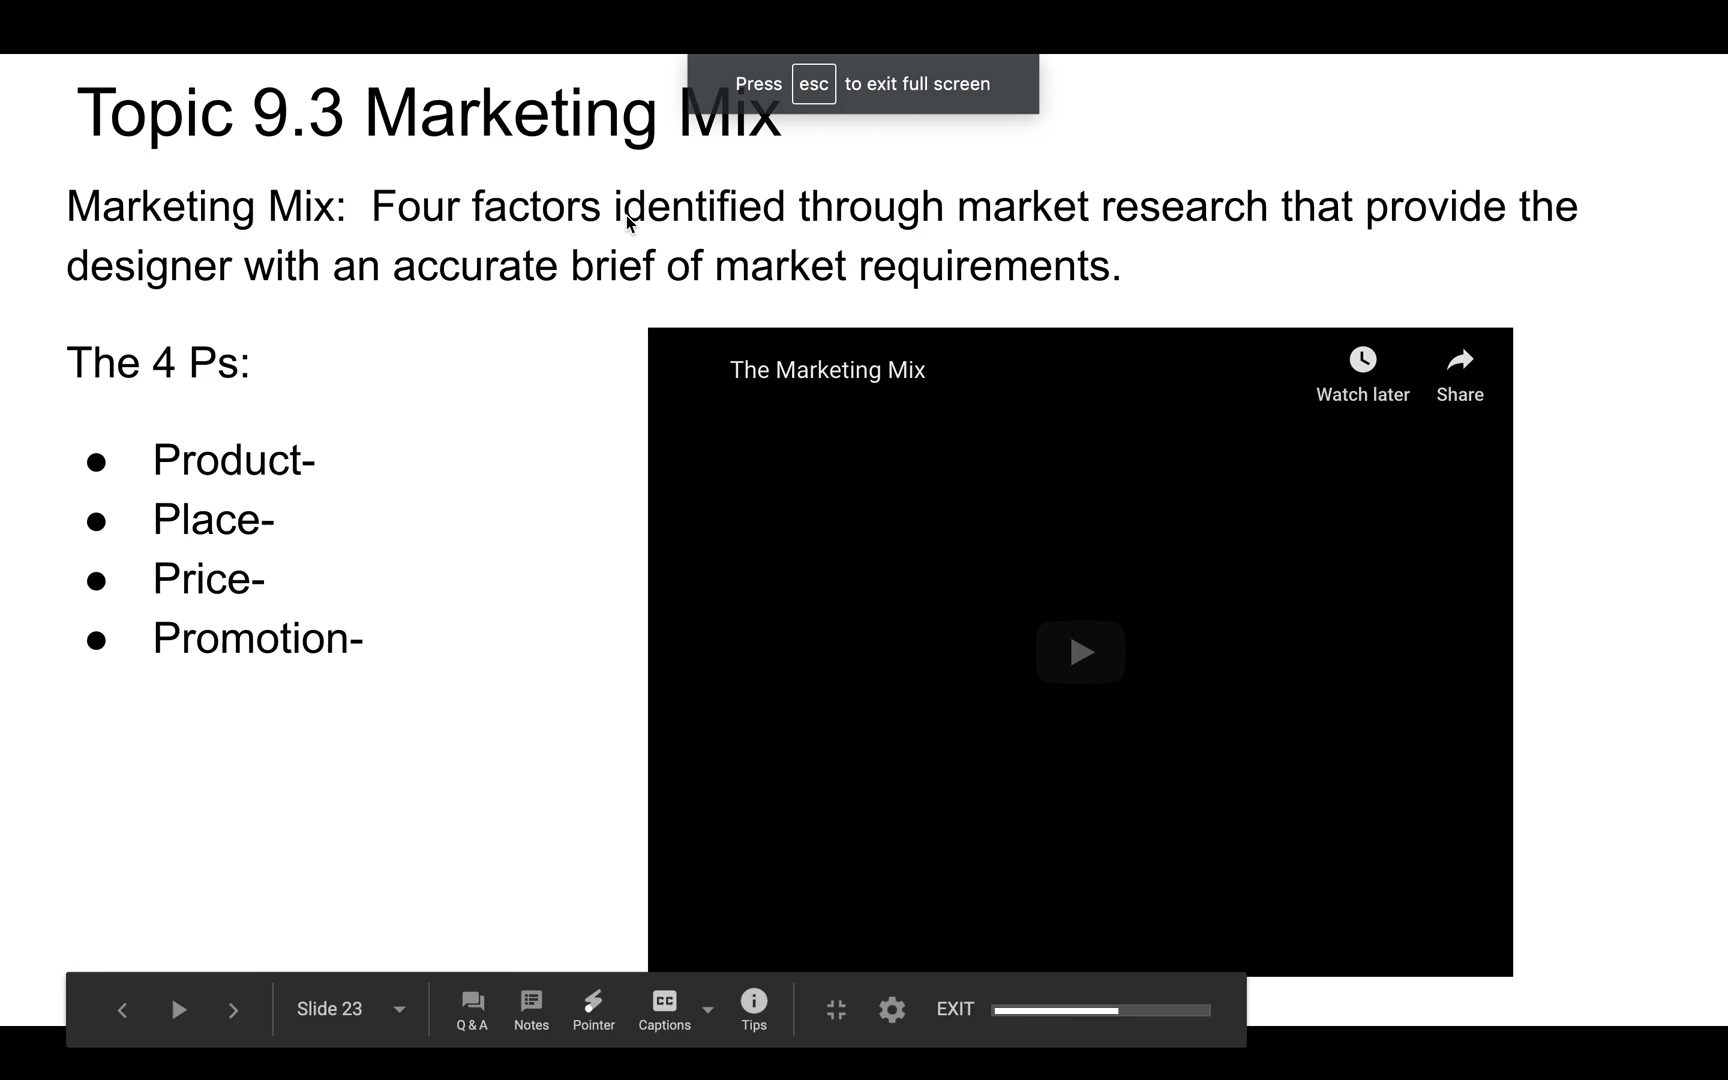 Press esc to exit full screen
Topic 9.3 Marketing Mix
Marketing Mix: Four factors identified through market research that provide the
designer with an accurate brief of market requirements.
The 4 Ps:
● Product-
● Place-
● Price-
● Promotion-
The Marketing Mix
Watch later
Share
Slide 23
Q & A
Notes
Pointer
CC
Captions
Tips
EXIT